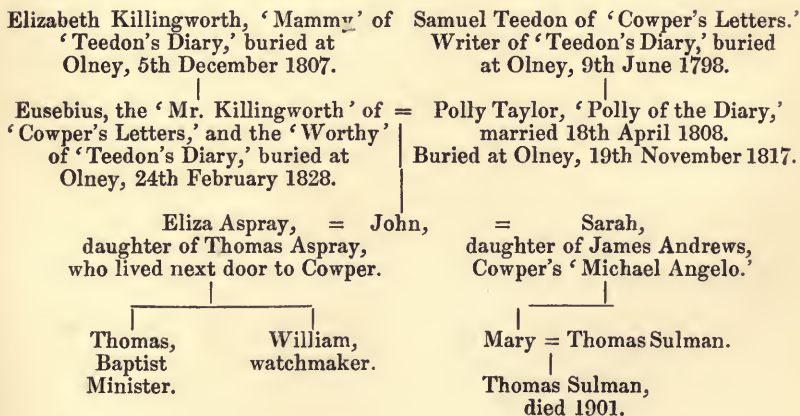 Elizabeth Killingworth, ‘Mammy’ of
‘Teedon’s Diary,’ buried at
Olney, 5th December 1807.
Samuel Teedon of ‘Cowper’s Letters.’
Writer of ‘Teedon’s Diary,’ buried
at Olney, 9th June 1798.
Eusebius, the ‘Mr. Killingworth’ of =
‘Cowper’s Letters,’ and the ‘Worthy’
of ‘Teedon’s Diary,’ buried at
Olney, 24th February 1828.
Polly Taylor, ‘Polly of the Diary,’
married 18th April 1808.
Buried at Olney, 19th November 1817.
Eliza Aspray, = John, = Sarah,
daughter of Thomas Aspray,
who lived next door to Cowper.
daughter of James Andrews,
Cowper’s ‘Michael Angelo.’
Thomas,
Baptist
Minister.
William,
watchmaker.
Mary = Thomas Sulman.
Thomas Sulman,
died 1901.